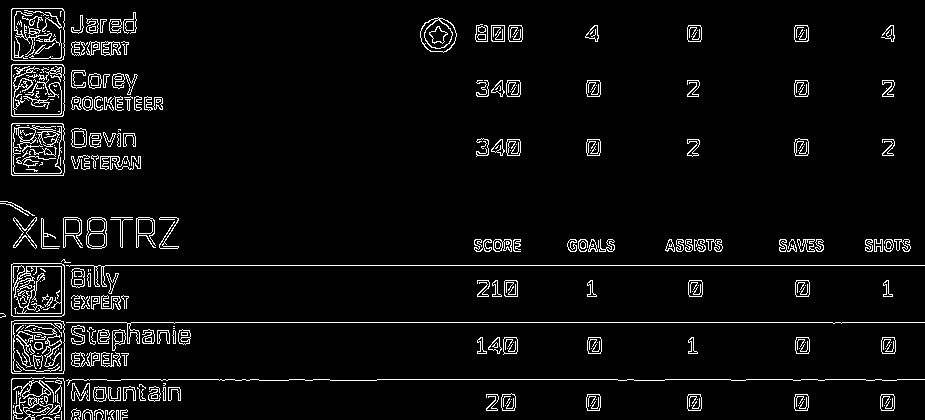 Jared 800 4 0 0 4
EXPERT
Corey 340 0 2 0 2
ROCKETEER
Devin 340 0 2 0 2
VETERAN
XLR8TRZ SCORE GOALS ASSISTS SAVES SHOTS
Billy 210 1 0 0 1
EXPERT
Stephanie 140 0 1 0 0
EXPERT
Mountain 20 0 0 0 0
ROOKIE